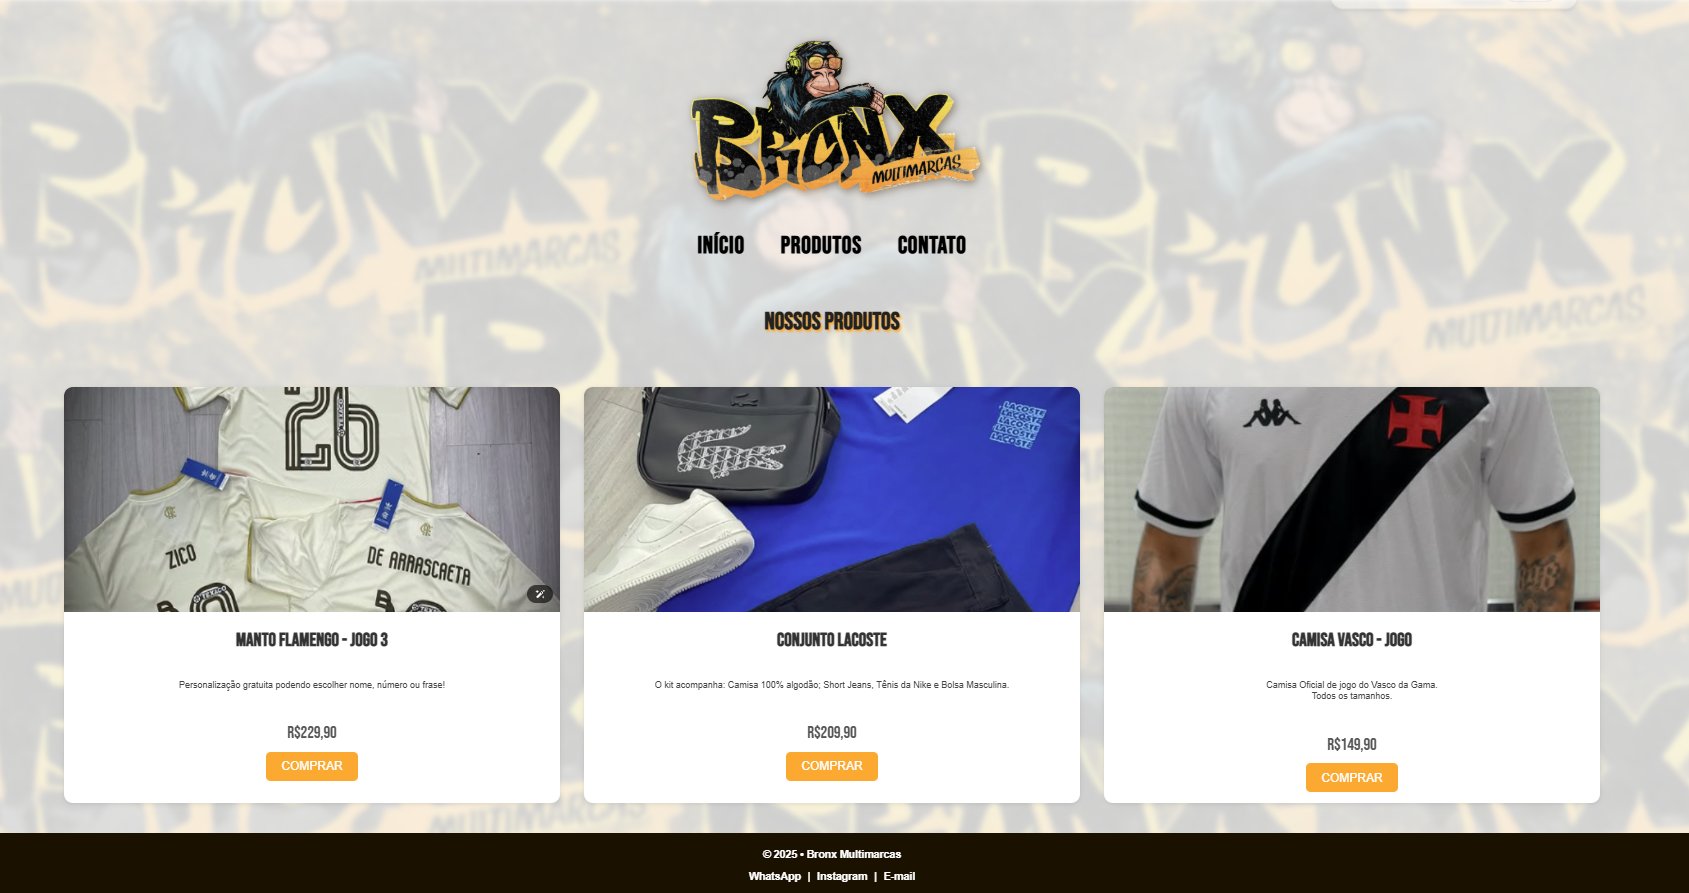 BRONX
MULTIMARCAS
INÍCIO PRODUTOS CONTATO
NOSSOS PRODUTOS
26
TEXACO
ZICO
DE ARRASCAETA
TEXACO
TEXACO
LACOSTE
LACOSTE
LACOSTE
LACOSTE
LACOSTE
MANTO FLAMENGO - JOGO 3
Personalização gratuita podendo escolher nome, número ou frase!
R$229,90
COMPRAR
CONJUNTO LACOSTE
O kit acompanha: Camisa 100% algodão; Short Jeans, Tênis da Nike e Bolsa Masculina.
R$209,90
COMPRAR
CAMISA VASCO - JOGO
Camisa Oficial de jogo do Vasco da Gama.
Todos os tamanhos.
R$149,90
COMPRAR
© 2025 • Bronx Multimarcas
WhatsApp | Instagram | E-mail